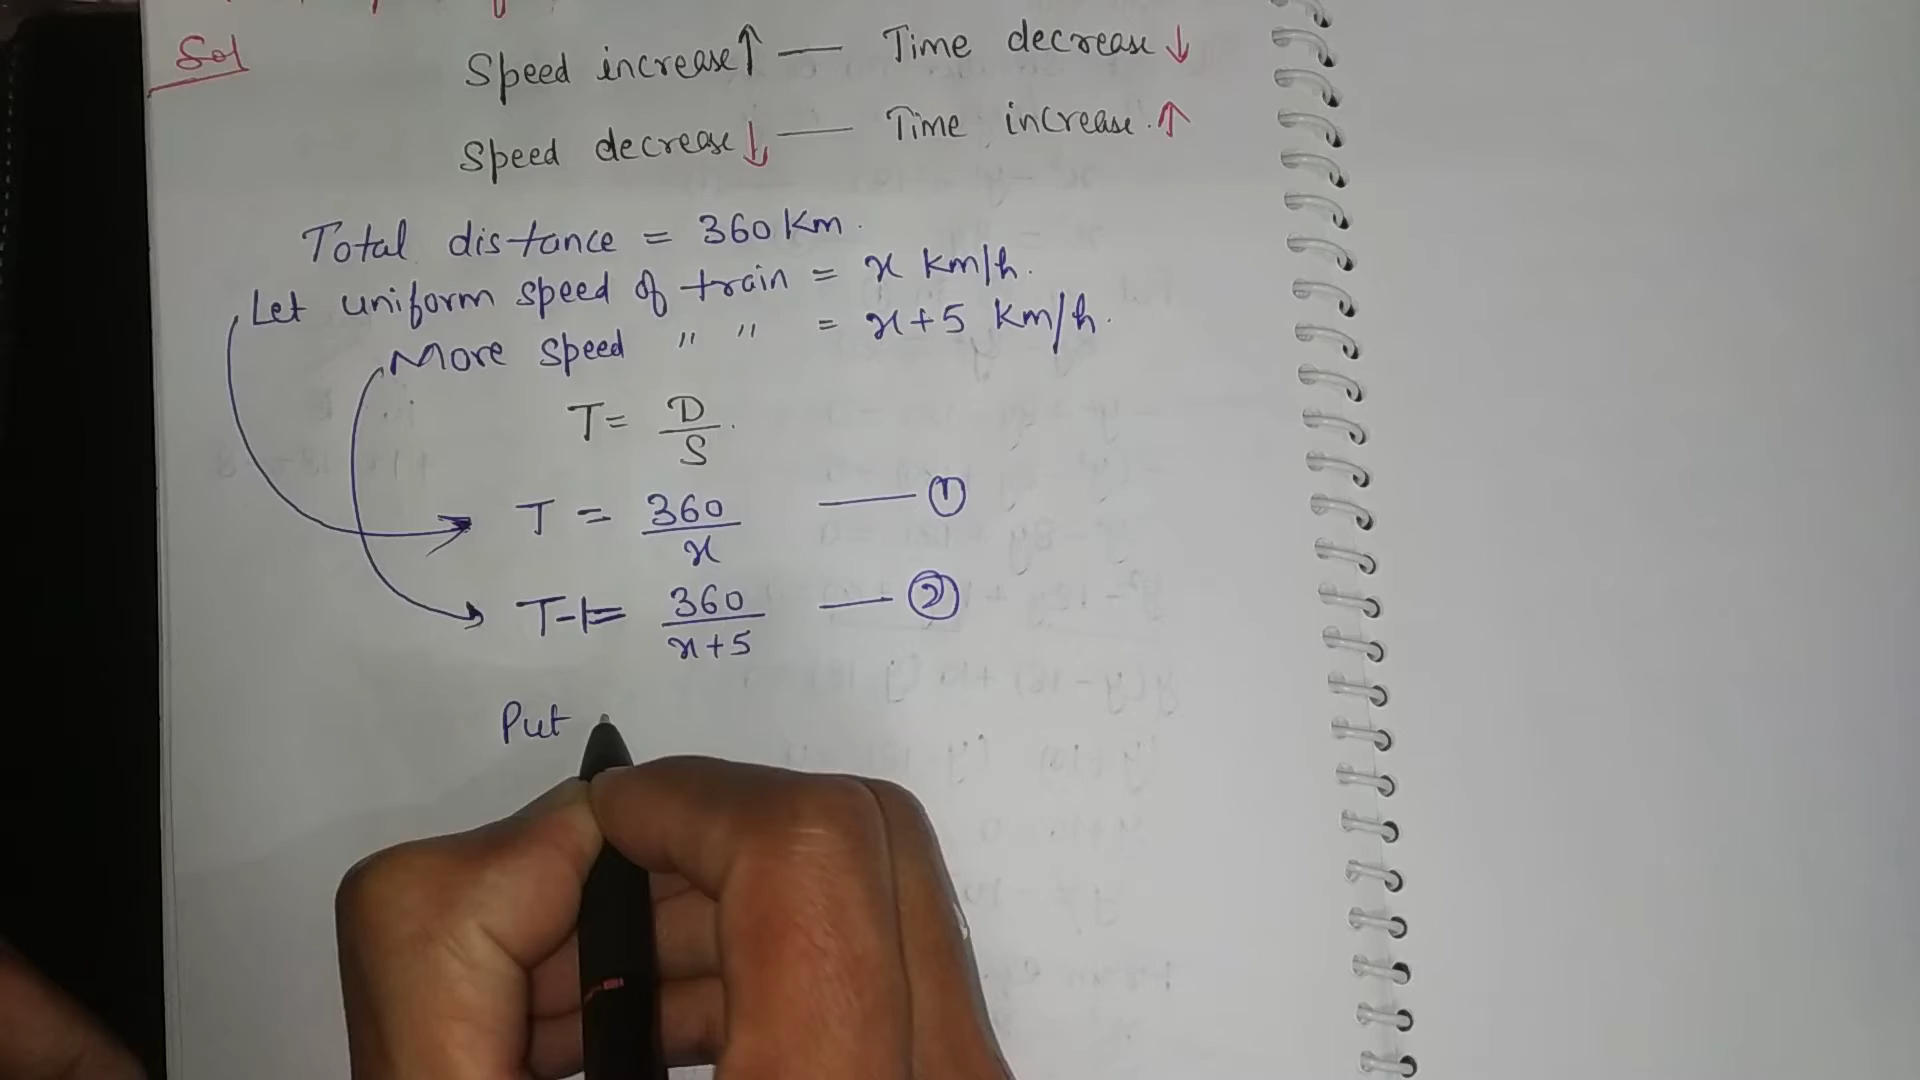 Sol
Speed increase ↑ — Time decrease ↓
Speed decrease ↓ — Time increase. ↑
Total distance = 360 Km.
Let uniform speed of train = x km/h.
More speed " " = x+5 Km/h.
T = D/S.
T = 360/x — ①
T-1 = 360/x+5 — ②
Put